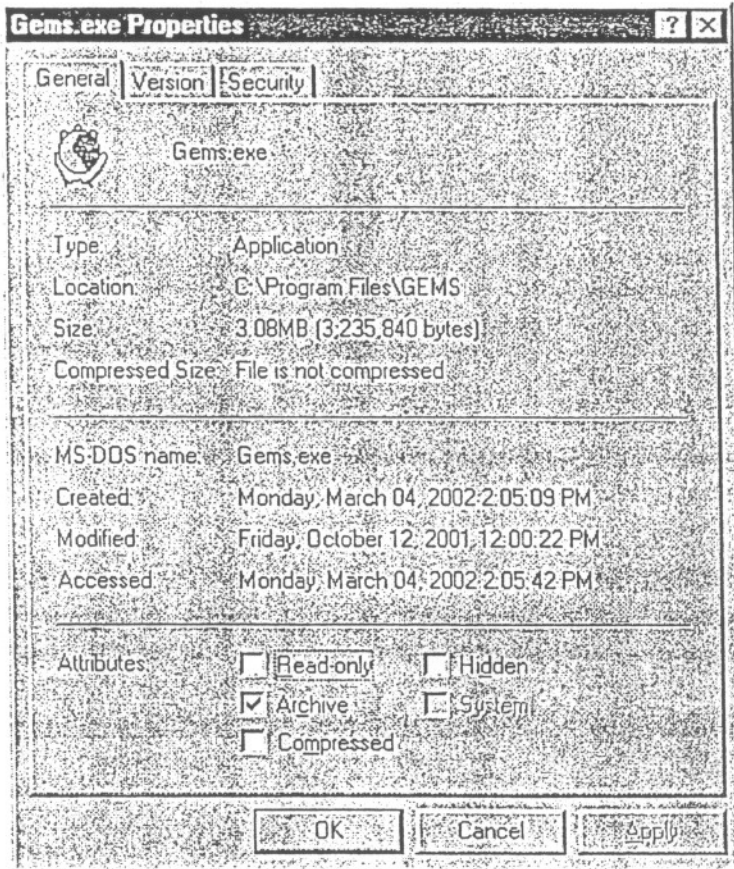 Gems.exe Properties ? ×
General Version Security
Gems.exe
Type: Application
Location: C:\Program Files\GEMS
Size: 3.08MB (3,235,840 bytes)
Compressed Size: File is not compressed
MS-DOS name: Gems.exe
Created: Monday, March 04, 2002 2:05:09 PM
Modified: Friday, October 12, 2001 12:00:22 PM
Accessed: Monday, March 04, 2002 2:05:42 PM
Attributes: Read-only Hidden
Archive System
Compressed
OK Cancel Apply